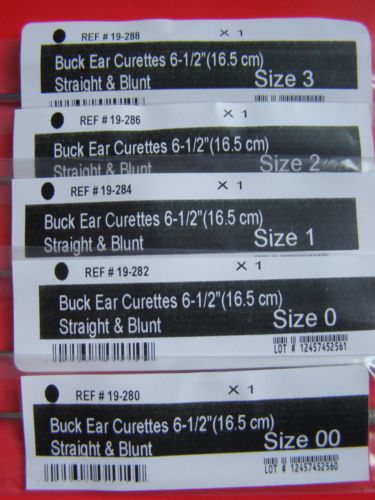 REF # 19-288 X 1
Buck Ear Curettes 6-1/2"(16.5 cm)
Straight & Blunt Size 3
REF # 19-286 X 1
Buck Ear Curettes 6-1/2"(16.5 cm)
Straight & Blunt Size 2
REF # 19-284 X 1
Buck Ear Curettes 6-1/2"(16.5 cm)
Straight & Blunt Size 1
REF # 19-282 X 1
Buck Ear Curettes 6-1/2"(16.5 cm)
Straight & Blunt Size 0
LOT # 12457452561
REF # 19-280 X 1
Buck Ear Curettes 6-1/2"(16.5 cm)
Straight & Blunt Size 00
LOT # 12457452560